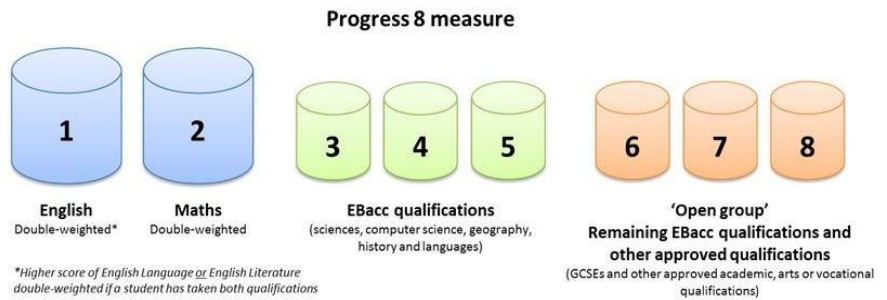 Progress 8 measure
1
2
3
4
5
6
7
8
English
Double-weighted*
Maths
Double-weighted
EBacc qualifications
(sciences, computer science, geography,
history and languages)
'Open group'
Remaining EBacc qualifications and
other approved qualifications
(GCSEs and other approved academic, arts or vocational
qualifications)
*Higher score of English Language or English Literature
double-weighted if a student has taken both qualifications